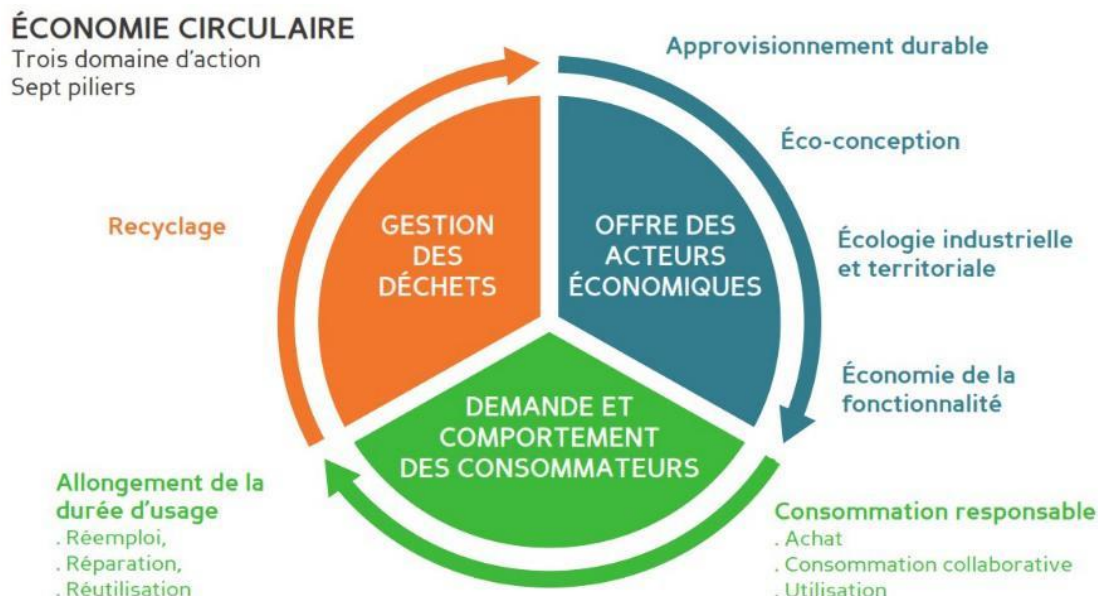 ÉCONOMIE CIRCULAIRE
Trois domaine d'action
Sept piliers
Approvisionnement durable
Éco-conception
Écologie industrielle
et territoriale
Économie de la
fonctionnalité
Recyclage
GESTION
DES
DÉCHETS
OFFRE DES
ACTEURS
ÉCONOMIQUES
DEMANDE ET
COMPORTEMENT
DES CONSOMMATEURS
Allongement de la
durée d'usage
. Réemploi,
. Réparation,
. Réutilisation
Consommation responsable
. Achat
. Consommation collaborative
. Utilisation